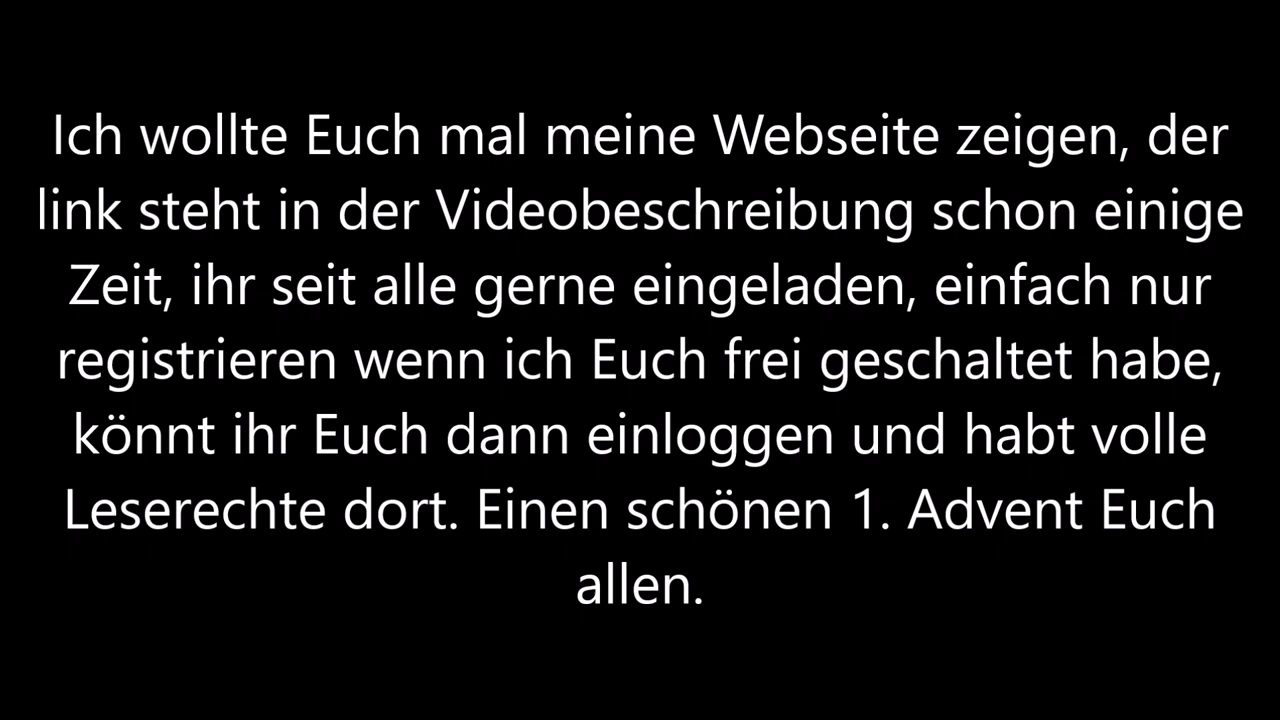 Ich wollte Euch mal meine Webseite zeigen, der
link steht in der Videobeschreibung schon einige
Zeit, ihr seit alle gerne eingeladen, einfach nur
registrieren wenn ich Euch frei geschaltet habe,
könnt ihr Euch dann einloggen und habt volle
Leserechte dort. Einen schönen 1. Advent Euch
allen.